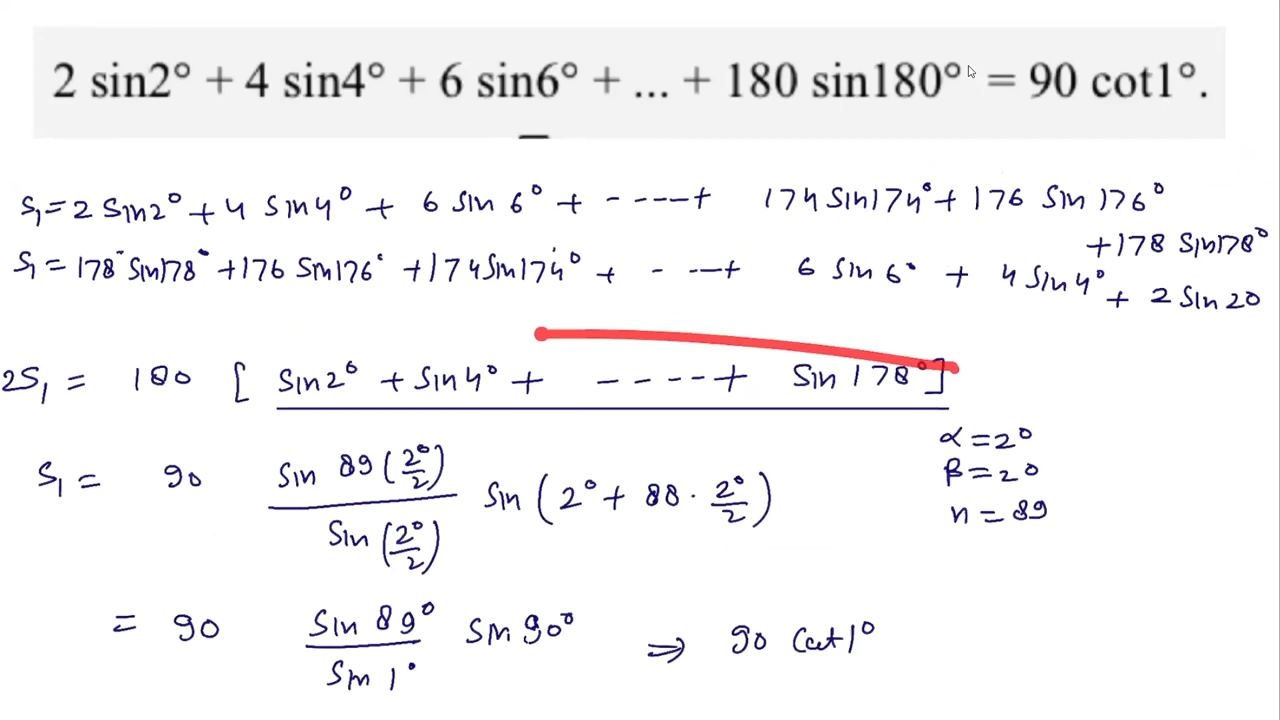 2 sin2° + 4 sin4° + 6 sin6° + ... + 180 sin180° = 90 cot1°.
S₁ = 2 Sin2° + 4 Sin4° + 6 Sin 6° + - - - - - + 174 Sin174° + 176 Sin 176°
+178 Sin178°
S₁ = 178 Sin178° + 176 Sin176° + 174 Sin174° + - - - + 6 Sin 6° + 4 Sin 4°
+ 2 Sin 20
2S₁ = 180 [ Sin2° + Sin4° + - - - - - + Sin 178° ]
α = 2°
β = 2°
n = 89
S₁ = 90 Sin 89 (2°/2) / Sin (2°/2) Sin (2° + 88 · 2°/2)
= 90 Sin 89° / Sin 1° Sin 90° ⇒ 90 Cot 1°